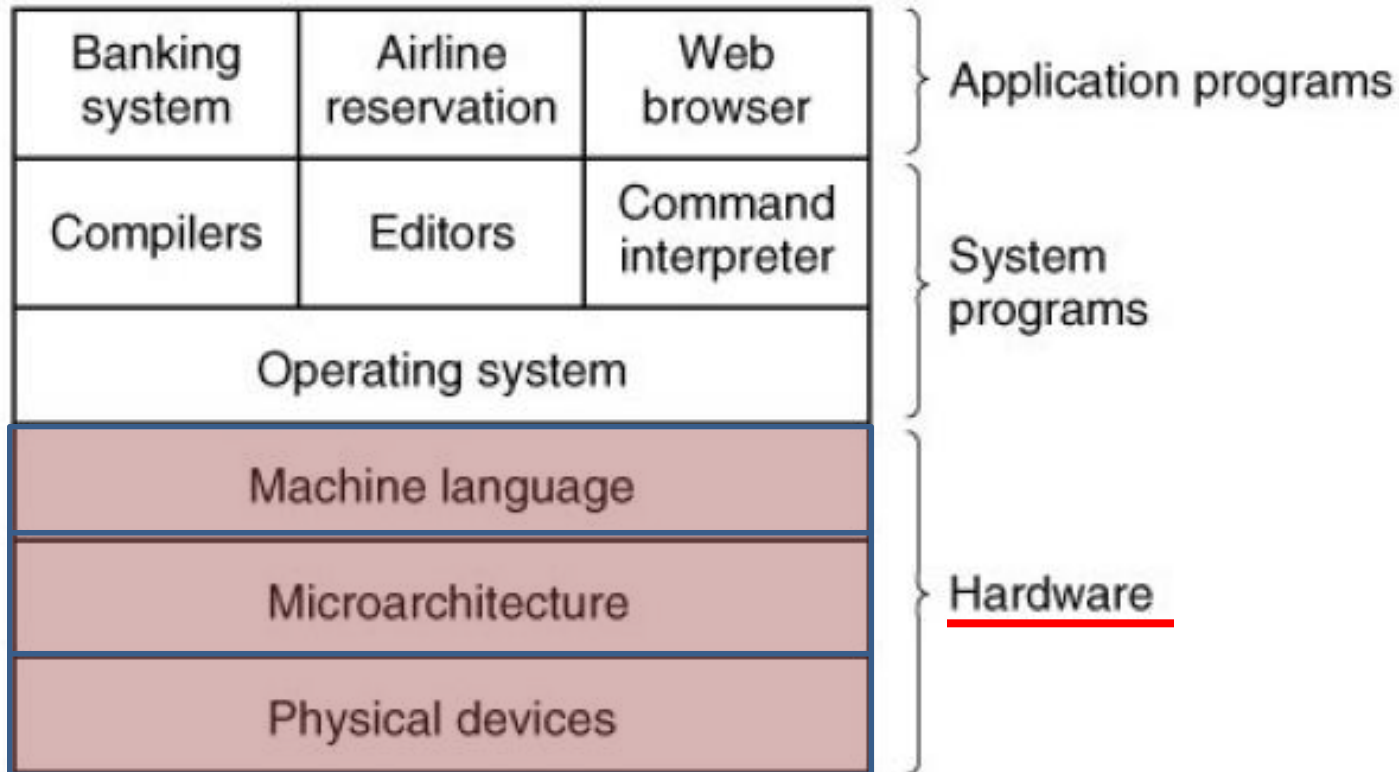 Banking
system
Airline
reservation
Web
browser
Application programs
Compilers
Editors
Command
interpreter
System
programs
Operating system
Machine language
Microarchitecture
Hardware
Physical devices